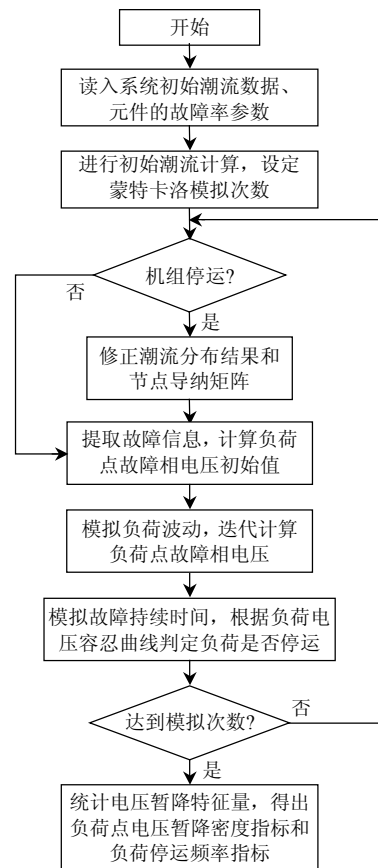 开始
读入系统初始潮流数据、
元件的故障率参数
进行初始潮流计算，设定
蒙特卡洛模拟次数
机组停运?
否
是
修正潮流分布结果和
节点导纳矩阵
提取故障信息，计算负荷
点故障相电压初始值
模拟负荷波动，迭代计算
负荷点故障相电压
模拟故障持续时间，根据负荷电
压容忍曲线判定负荷是否停运
达到模拟次数?
否
是
统计电压暂降特征量，得出
负荷点电压暂降密度指标和
负荷停运频率指标